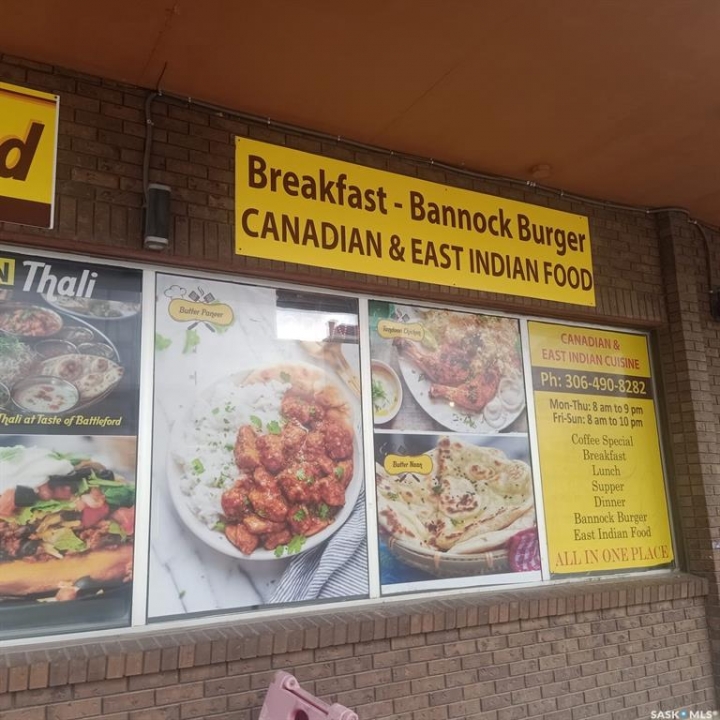 d
Breakfast - Bannock Burger
CANADIAN & EAST INDIAN FOOD
N Thali
Thali at Taste of Battleford
Butter Paneer
Tandoori Chicken
Butter Naan
CANADIAN &
EAST INDIAN CUISINE
Ph: 306-490-8282
Mon-Thu: 8 am to 9 pm
Fri-Sun: 8 am to 10 pm
Coffee Special
Breakfast
Lunch
Supper
Dinner
Bannock Burger
East Indian Food
ALL IN ONE PLACE
SASK MLS®